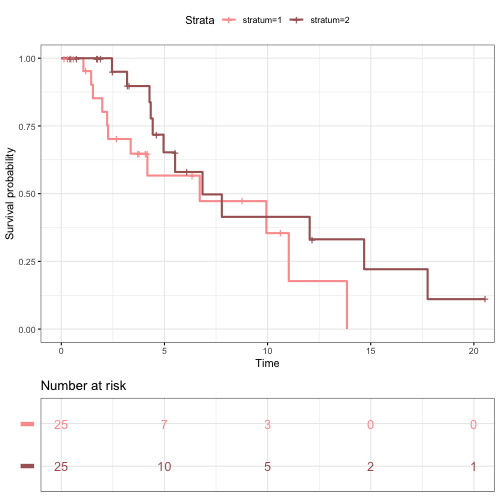 Strata stratum=1 stratum=2
1.00
0.75
0.50
0.25
0.00
Survival probability
0 5 10 15 20
Time
Number at risk
25 7 3 0 0
25 10 5 2 1